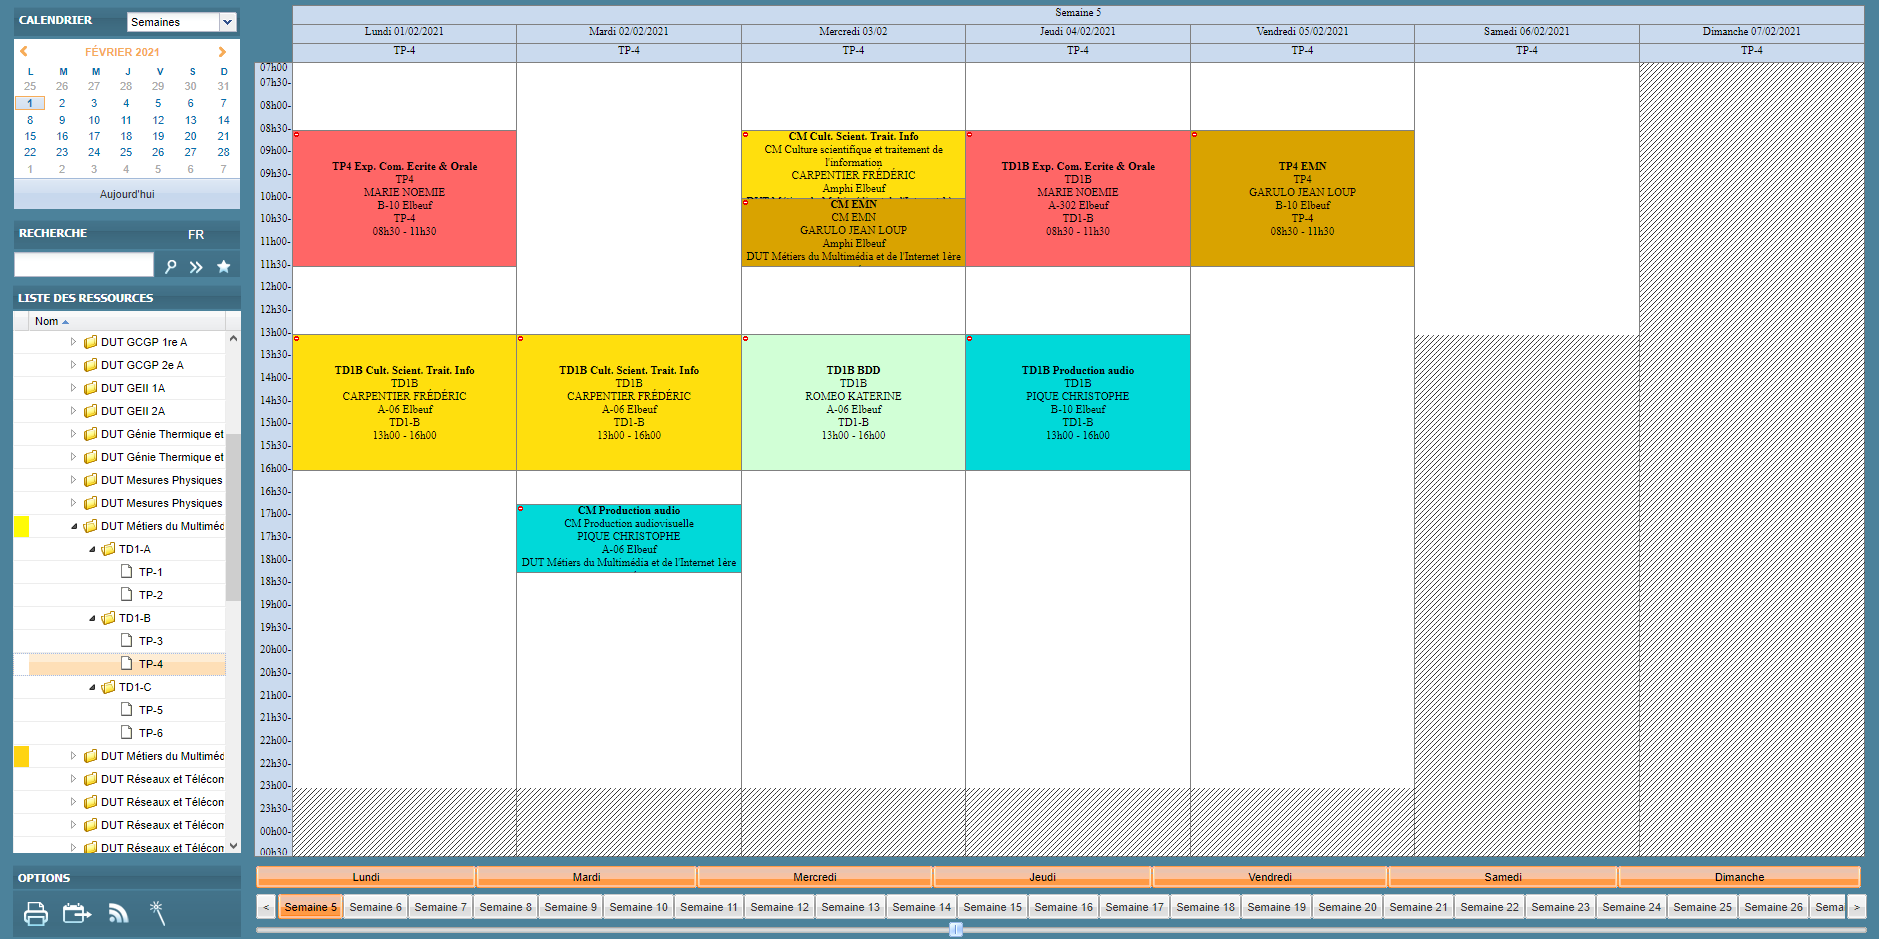 CALENDRIER
Semaines
FÉVRIER 2021
L M M J V S D
25 26 27 28 29 30 31
1 2 3 4 5 6 7
8 9 10 11 12 13 14
15 16 17 18 19 20 21
22 23 24 25 26 27 28
1 2 3 4 5 6 7
Aujourd'hui
RECHERCHE FR
LISTE DES RESSOURCES
Nom
DUT GCGP 1re A
DUT GCGP 2e A
DUT GEII 1A
DUT GEII 2A
DUT Génie Thermique et
DUT Génie Thermique et
DUT Mesures Physiques
DUT Mesures Physiques
DUT Métiers du Multiméd
TD1-A
TP-1
TP-2
TD1-B
TP-3
TP-4
TD1-C
TP-5
TP-6
DUT Métiers du Multiméd
DUT Réseaux et Télécom
DUT Réseaux et Télécom
DUT Réseaux et Télécom
DUT Réseaux et Télécom
OPTIONS
Semaine 5
Lundi 01/02/2021 Mardi 02/02/2021 Mercredi 03/02 Jeudi 04/02/2021 Vendredi 05/02/2021 Samedi 06/02/2021 Dimanche 07/02/2021
TP-4 TP-4 TP-4 TP-4 TP-4 TP-4 TP-4
07h00
07h30-
08h00-
08h30-
09h00-
09h30-
10h00-
10h30-
11h00-
11h30-
12h00-
12h30-
13h00-
13h30-
14h00-
14h30-
15h00-
15h30-
16h00-
16h30-
17h00-
17h30-
18h00-
18h30-
19h00-
19h30-
20h00-
20h30-
21h00-
21h30-
22h00-
22h30-
23h00-
23h30-
00h00-
00h30
TP4 Exp. Com. Ecrite & Orale
TP4
MARIE NOEMIE
B-10 Elbeuf
TP-4
08h30 - 11h30
TD1B Cult. Scient. Trait. Info
TD1B
CARPENTIER FRÉDÉRIC
A-06 Elbeuf
TD1-B
13h00 - 16h00
TD1B Cult. Scient. Trait. Info
TD1B
CARPENTIER FRÉDÉRIC
A-06 Elbeuf
TD1-B
13h00 - 16h00
CM Production audio
CM Production audiovisuelle
PIQUE CHRISTOPHE
A-06 Elbeuf
DUT Métiers du Multimédia et de l'Internet 1ère
CM Cult. Scient. Trait. Info
CM Culture scientifique et traitement de
l'information
CARPENTIER FRÉDÉRIC
Amphi Elbeuf
DUT Métiers du Multimédia et de l'Internet 1ère
CM EMN
CM EMN
GARULO JEAN LOUP
Amphi Elbeuf
DUT Métiers du Multimédia et de l'Internet 1ère
TD1B BDD
TD1B
ROMEO KATERINE
A-06 Elbeuf
TD1-B
13h00 - 16h00
TD1B Exp. Com. Ecrite & Orale
TD1B
MARIE NOEMIE
A-302 Elbeuf
TD1-B
08h30 - 11h30
TD1B Production audio
TD1B
PIQUE CHRISTOPHE
B-10 Elbeuf
TD1-B
13h00 - 16h00
TP4 EMN
TP4
GARULO JEAN LOUP
B-10 Elbeuf
TP-4
08h30 - 11h30
Lundi Mardi Mercredi Jeudi Vendredi Samedi Dimanche
< Semaine 5 Semaine 6 Semaine 7 Semaine 8 Semaine 9 Semaine 10 Semaine 11 Semaine 12 Semaine 13 Semaine 14 Semaine 15 Semaine 16 Semaine 17 Semaine 18 Semaine 19 Semaine 20 Semaine 21 Semaine 22 Semaine 23 Semaine 24 Semaine 25 Semaine 26 Sema >